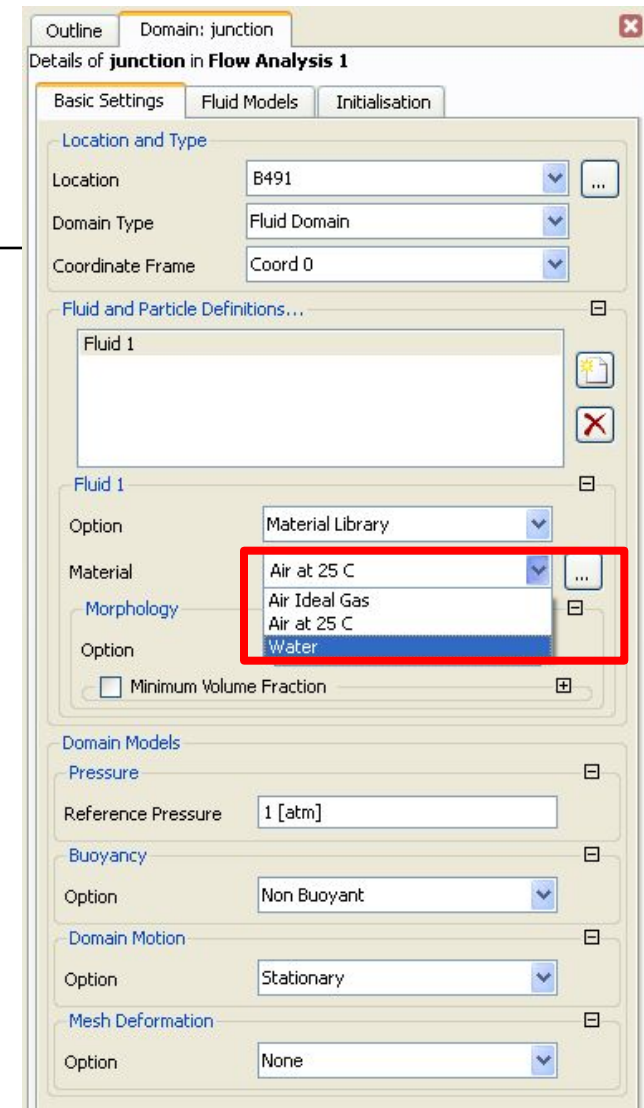 Outline Domain: junction
Details of junction in Flow Analysis 1
Basic Settings Fluid Models Initialisation
Location and Type
Location B491 ...
Domain Type Fluid Domain
Coordinate Frame Coord 0
Fluid and Particle Definitions...
Fluid 1
Fluid 1
Option Material Library
Material Air at 25 C ...
Air Ideal Gas
Morphology
Air at 25 C
Option Water
Minimum Volume Fraction
Domain Models
Pressure
Reference Pressure 1 [atm]
Buoyancy
Option Non Buoyant
Domain Motion
Option Stationary
Mesh Deformation
Option None